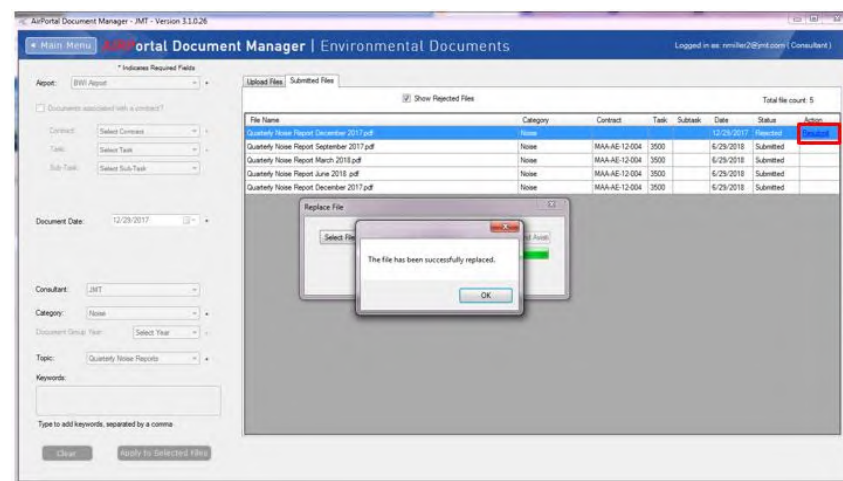 AirPortal Document Manager - JMT - Version 3.1.0.26
Main Menu
AIRPortal Document Manager | Environmental Documents
Logged in as: nmiller2@jmt.com ( Consultant )
* Indicates Required Fields
Airport: BWI Airport
Documents associated with a contract?
Contract: Select Contract
Task: Select Task
Sub-Task: Select Sub-Task
Document Date: 12/29/2017
Consultant: JMT
Category: Noise
Document Group Year: Select Year
Topic: Quarterly Noise Reports
Keywords:
Type to add keywords, separated by a comma
Clear Apply to Selected Files
Upload Files Submitted Files
Show Rejected Files
Total file count: 5
File Name Category Contract Task Subtask Date Status Action
Quarterly Noise Report December 2017.pdf Noise 12/29/2017 Rejected Resubmit
Quarterly Noise Report September 2017.pdf Noise MAA-AE-12-004 3500 6/29/2018 Submitted
Quarterly Noise Report March 2018.pdf Noise MAA-AE-12-004 3500 6/29/2018 Submitted
Quarterly Noise Report June 2018 .pdf Noise MAA-AE-12-004 3500 6/29/2018 Submitted
Quarterly Noise Report December 2017.pdf Noise MAA-AE-12-004 3500 6/29/2018 Submitted
Replace File
Select File
The file has been successfully replaced.
OK